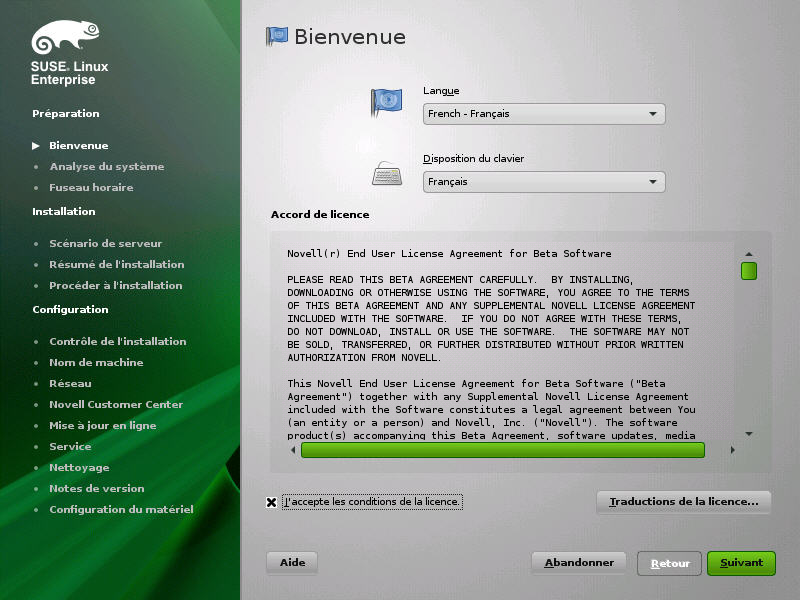 SUSE. Linux
Enterprise
Préparation
Bienvenue
Analyse du système
Fuseau horaire
Installation
Scénario de serveur
Résumé de l'installation
Procéder à l'installation
Configuration
Contrôle de l'installation
Nom de machine
Réseau
Novell Customer Center
Mise à jour en ligne
Service
Nettoyage
Notes de version
Configuration du matériel
Bienvenue
Langue
French - Français
Disposition du clavier
Français
Accord de licence
Novell(r) End User License Agreement for Beta Software
PLEASE READ THIS BETA AGREEMENT CAREFULLY.  BY INSTALLING,
DOWNLOADING OR OTHERWISE USING THE SOFTWARE, YOU AGREE TO THE TERMS
OF THIS BETA AGREEMENT AND ANY SUPPLEMENTAL NOVELL LICENSE AGREEMENT
INCLUDED WITH THE SOFTWARE.  IF YOU DO NOT AGREE WITH THESE TERMS,
DO NOT DOWNLOAD, INSTALL OR USE THE SOFTWARE.  THE SOFTWARE MAY NOT
BE SOLD, TRANSFERRED, OR FURTHER DISTRIBUTED WITHOUT PRIOR WRITTEN
AUTHORIZATION FROM NOVELL.
This Novell End User License Agreement for Beta Software ("Beta
Agreement") together with any Supplemental Novell License Agreement
included with the Software constitutes a legal agreement between You
(an entity or a person) and Novell, Inc. ("Novell"). The software
product(s) accompanying this Beta Agreement, software updates, media
J'accepte les conditions de la licence.
Traductions de la licence...
Aide
Abandonner
Retour
Suivant